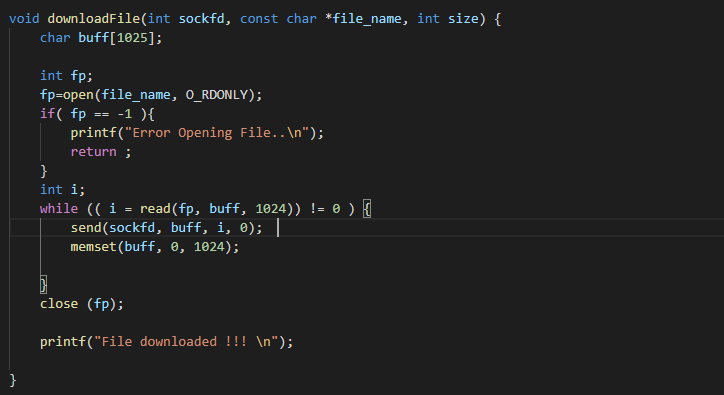 void downloadFile(int sockfd, const char *file_name, int size) {
    char buff[1025];
    int fp;
    fp=open(file_name, O_RDONLY);
    if( fp == -1 ){
        printf("Error Opening File..\n");
        return ;
    }
    int i;
    while (( i = read(fp, buff, 1024)) != 0 ) {
        send(sockfd, buff, i, 0);
        memset(buff, 0, 1024);
    }
    close (fp);
    printf("File downloaded !!! \n");
}